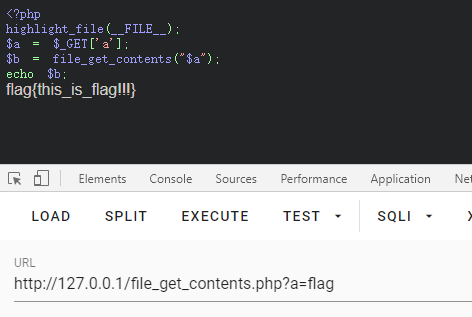 <?php
highlight_file(__FILE__);
$a = $_GET['a'];
$b = file_get_contents("$a");
echo $b;
flag{this_is_flag!!!}
Elements Console Sources Performance Application Net
LOAD SPLIT EXECUTE TEST SQLI
URL
http://127.0.0.1/file_get_contents.php?a=flag